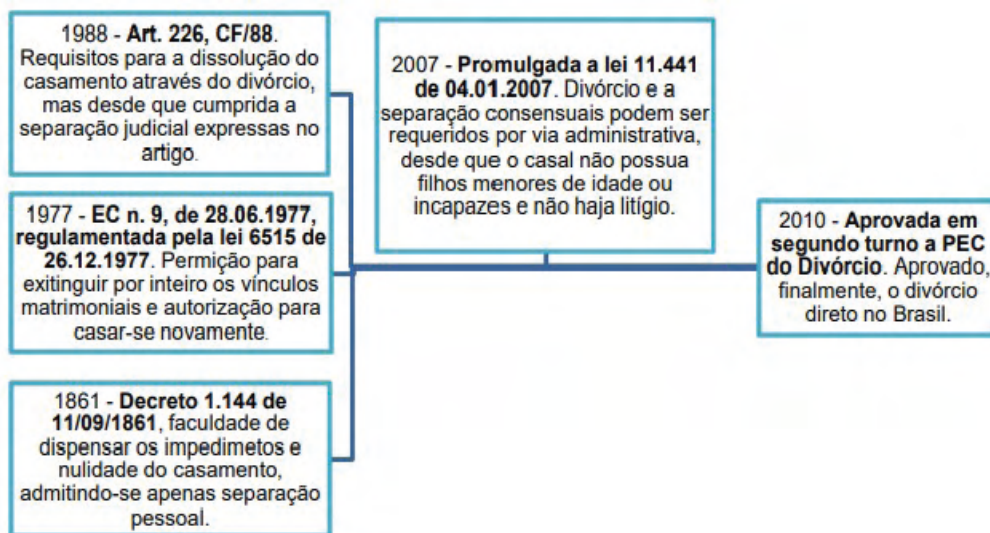 1988 - Art. 226, CF/88.
Requisitos para a dissolução do
casamento através do divórcio,
mas desde que cumprida a
separação judicial expressas no
artigo.
2007 - Promulgada a lei 11.441
de 04.01.2007. Divórcio e a
separação consensuais podem ser
requeridos por via administrativa,
desde que o casal não possua
filhos menores de idade ou
incapazes e não haja litígio.
1977 - EC n. 9, de 28.06.1977,
regulamentada pela lei 6515 de
26.12.1977. Permição para
exitinguir por inteiro os vínculos
matrimoniais e autorização para
casar-se novamente.
2010 - Aprovada em
segundo turno a PEC
do Divórcio. Aprovado,
finalmente, o divórcio
direto no Brasil.
1861 - Decreto 1.144 de
11/09/1861, faculdade de
dispensar os impedimetos e
nulidade do casamento,
admitindo-se apenas separação
pessoal.